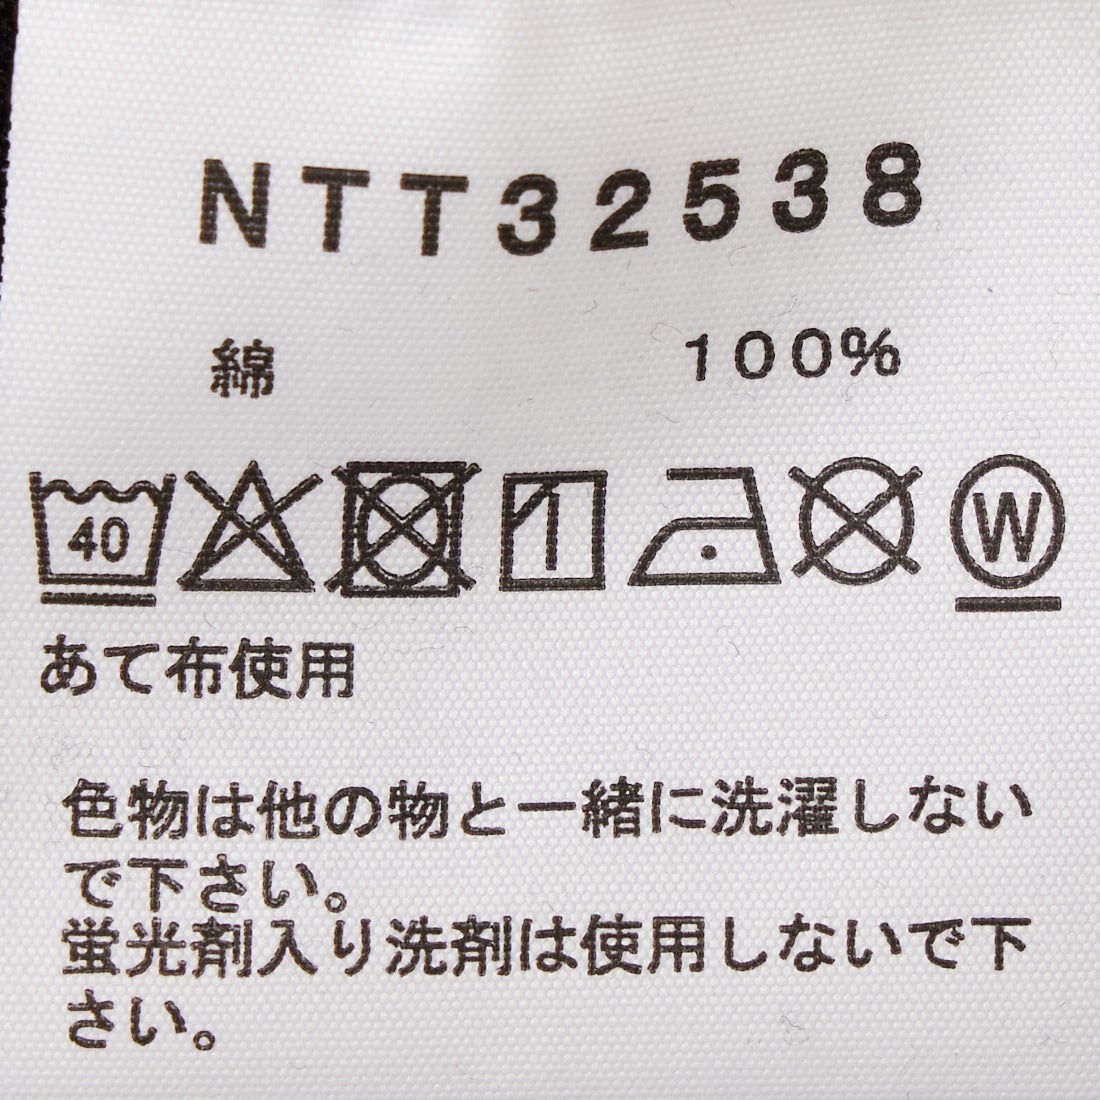 NTT32538
綿 100%
40 W
あて布使用
色物は他の物と一緒に洗濯しない
で下さい。
蛍光剤入り洗剤は使用しないで下
さい。